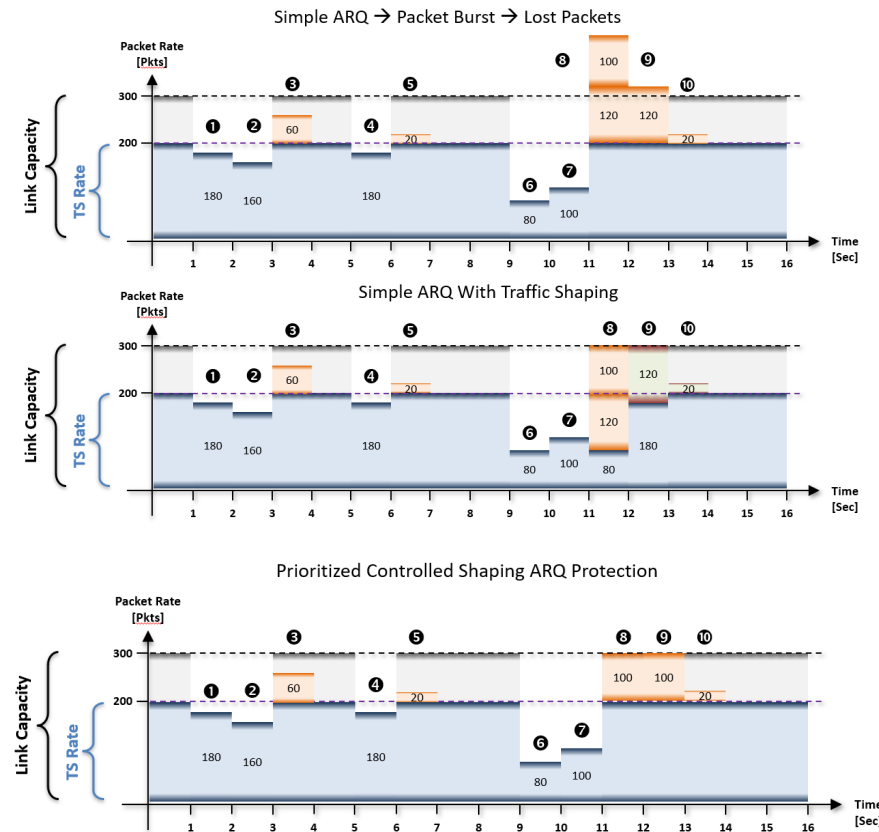 Simple ARQ → Packet Burst → Lost Packets
Packet Rate
[Pkts]
❽ 100 ❾
❸ ❺ ❿
300
❶ ❷ 60 ❹ 20 120 120 20
200
Link Capacity
TS Rate
180 160 180 ❻ ❼
80 100
Time
[Sec]
1 2 3 4 5 6 7 8 9 10 11 12 13 14 15 16
Simple ARQ With Traffic Shaping
Packet Rate
[Pkts]
❸ ❺ ❽ ❾ ❿
300
❶ ❷ 60 ❹ 20 100 120 20
200
Link Capacity
TS Rate
180 160 180 ❻ ❼ 120 180
80 100 80
Time
[Sec]
1 2 3 4 5 6 7 8 9 10 11 12 13 14 15 16
Prioritized Controlled Shaping ARQ Protection
Packet Rate
[Pkts]
❸ ❺ ❽ ❾ ❿
300
❶ ❷ 60 ❹ 20 100 100 20
200
Link Capacity
TS Rate
180 160 180 ❻ ❼
80 100
Time
[Sec]
1 2 3 4 5 6 7 8 9 10 11 12 13 14 15 16